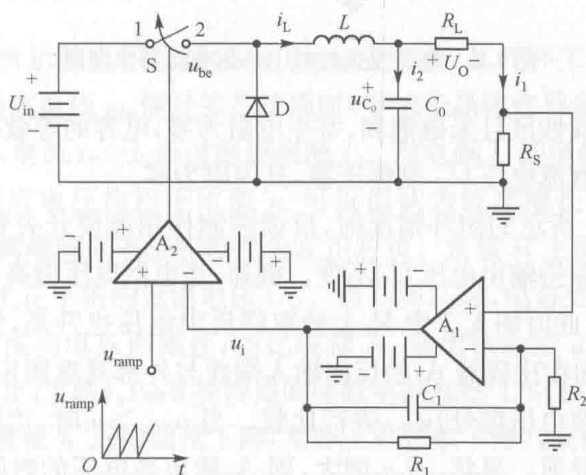 1
2
i_L
L
R_L
S
u_be
+
U_O
i_2
i_1
+
U_in
−
D
+
u_C0
−
C_0
R_S
A_2
+
−
+
−
+
−
u_ramp
u_i
+
−
+
A_1
+
−
C_1
R_1
R_2
u_ramp
O
t